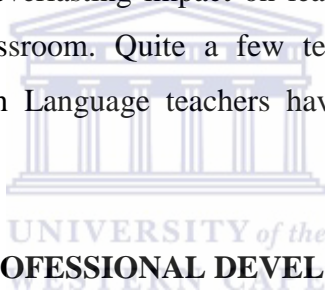 everlasting impact on lea
ssroom. Quite a few te
n Language teachers hav
UNIVERSITY of the
OFESSIONAL DEVEL
WESTERN CAPE